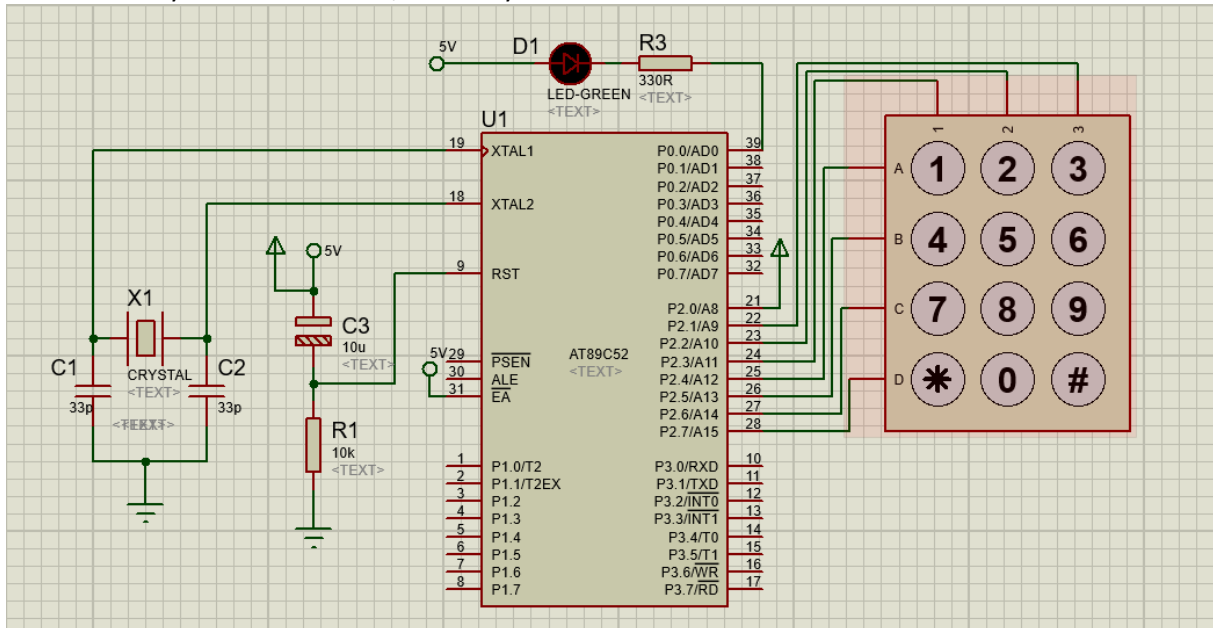 5V
D1
R3
330R
LED-GREEN
<TEXT>
<TEXT>
U1
19
XTAL1
18
XTAL2
9
RST
29
PSEN
30
ALE
31
EA
1
P1.0/T2
2
P1.1/T2EX
3
P1.2
4
P1.3
5
P1.4
6
P1.5
7
P1.6
8
P1.7
AT89C52
<TEXT>
P0.0/AD0
39
P0.1/AD1
38
P0.2/AD2
37
P0.3/AD3
36
P0.4/AD4
35
P0.5/AD5
34
P0.6/AD6
33
P0.7/AD7
32
P2.0/A8
21
P2.1/A9
22
P2.2/A10
23
P2.3/A11
24
P2.4/A12
25
P2.5/A13
26
P2.6/A14
27
P2.7/A15
28
P3.0/RXD
10
P3.1/TXD
11
P3.2/INT0
12
P3.3/INT1
13
P3.4/T0
14
P3.5/T1
15
P3.6/WR
16
P3.7/RD
17
X1
CRYSTAL
<TEXT>
C1
33p
C2
33p
5V
C3
10u
<TEXT>
5V
R1
10k
<TEXT>
1 2 3
A 1 2 3
B 4 5 6
C 7 8 9
D * 0 #